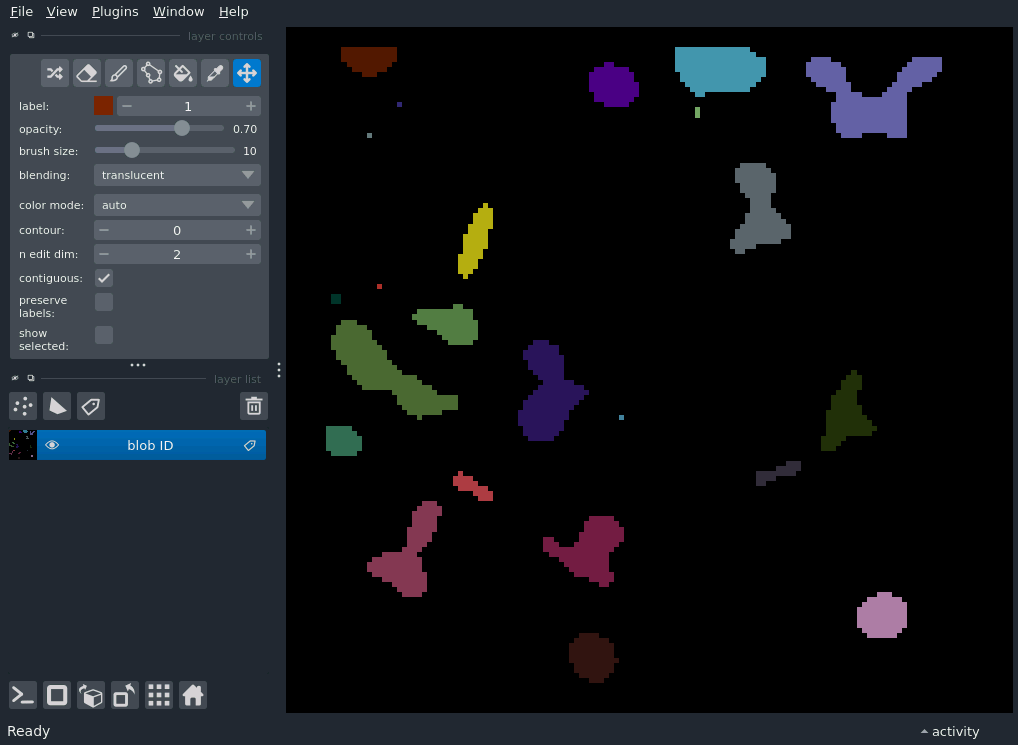 File View Plugins Window Help
layer controls
label: 1
opacity: 0.70
brush size: 10
blending: translucent
color mode: auto
contour: 0
n edit dim: 2
contiguous:
preserve
labels:
show
selected:
layer list
blob ID
Ready
activity